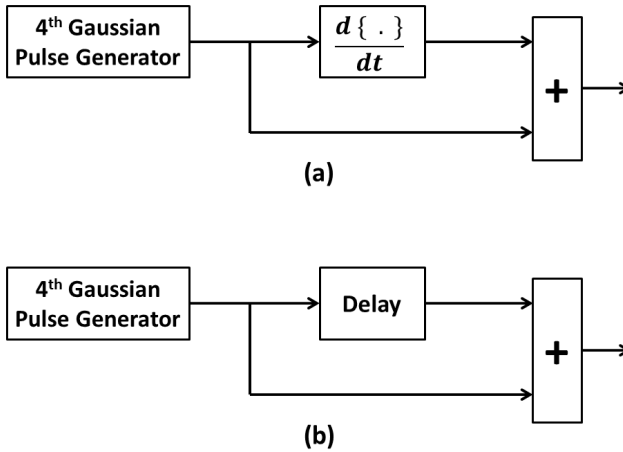 4th Gaussian
Pulse Generator
d { . }
dt
+
(a)
4th Gaussian
Pulse Generator
Delay
+
(b)